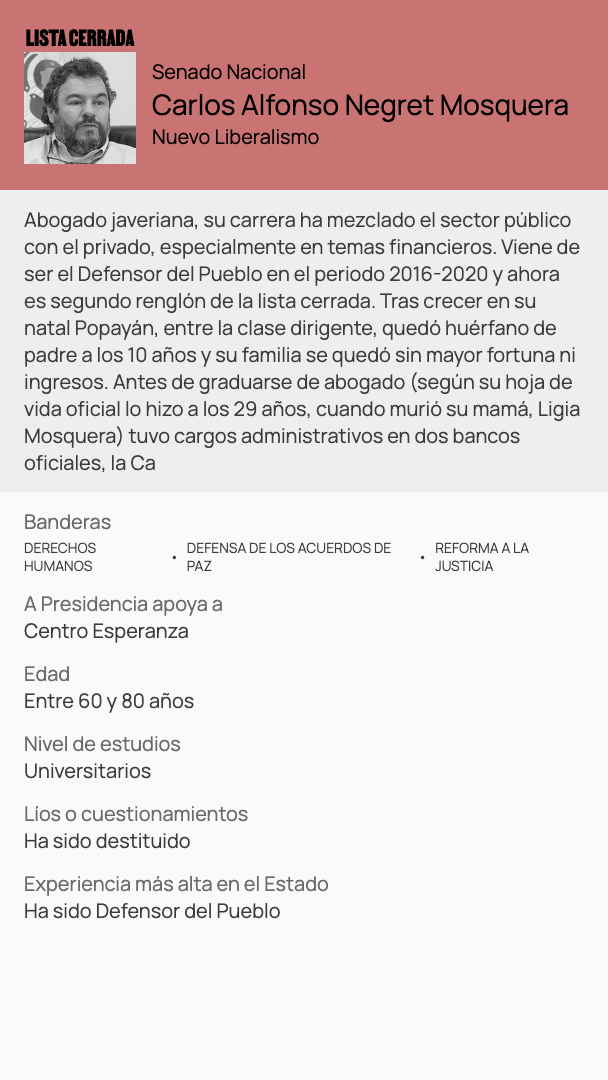 LISTA CERRADA
Senado Nacional
Carlos Alfonso Negret Mosquera
Nuevo Liberalismo
Abogado javeriana, su carrera ha mezclado el sector público
con el privado, especialmente en temas financieros. Viene de
ser el Defensor del Pueblo en el periodo 2016-2020 y ahora
es segundo renglón de la lista cerrada. Tras crecer en su
natal Popayán, entre la clase dirigente, quedó huérfano de
padre a los 10 años y su familia se quedó sin mayor fortuna ni
ingresos. Antes de graduarse de abogado (según su hoja de
vida oficial lo hizo a los 29 años, cuando murió su mamá, Ligia
Mosquera) tuvo cargos administrativos en dos bancos
oficiales, la Ca
Banderas
DERECHOS HUMANOS • DEFENSA DE LOS ACUERDOS DE PAZ • REFORMA A LA JUSTICIA
A Presidencia apoya a
Centro Esperanza
Edad
Entre 60 y 80 años
Nivel de estudios
Universitarios
Líos o cuestionamientos
Ha sido destituido
Experiencia más alta en el Estado
Ha sido Defensor del Pueblo